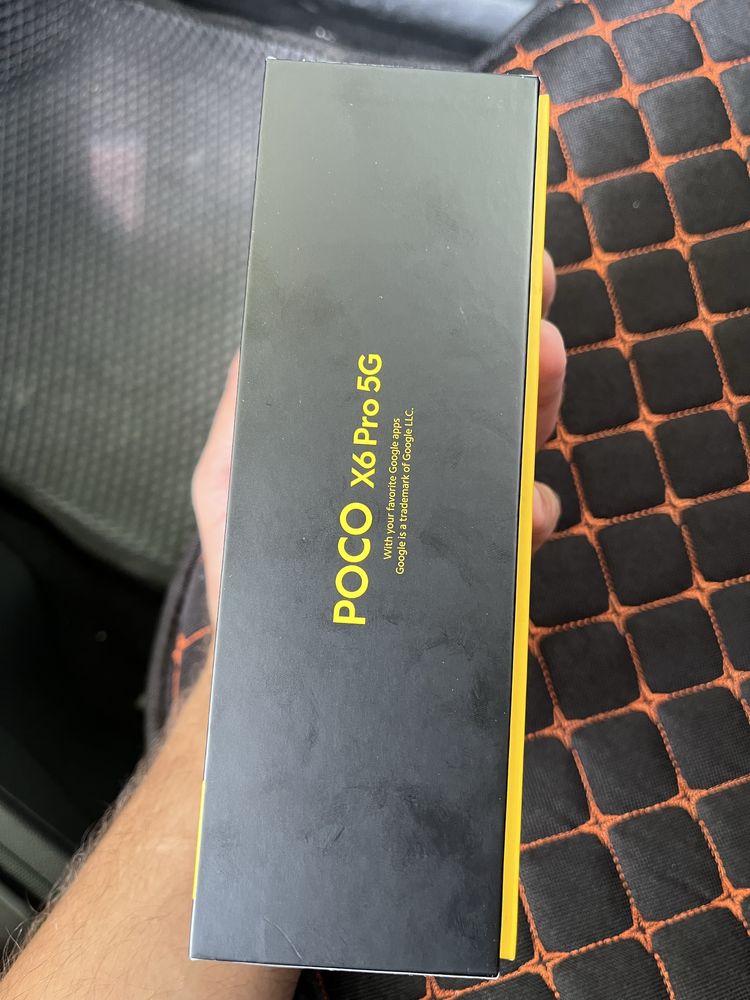 POCO X6 Pro 5G
With your favorite Google apps
Google is a trademark of Google LLC.